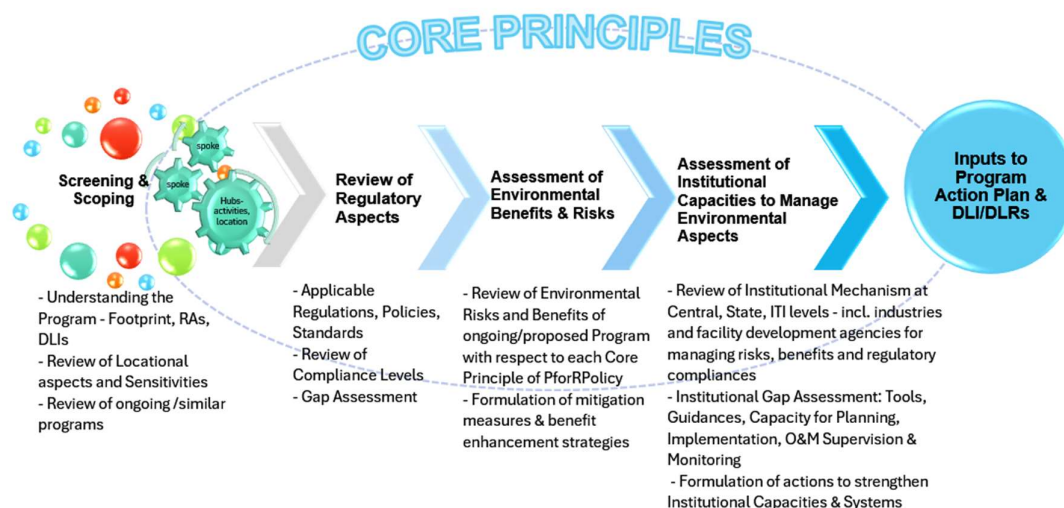 CORE PRINCIPLES
Screening &
Scoping
spoke
spoke
Hubs-
activities,
location
- Understanding the
Program - Footprint, RAs,
DLIs
- Review of Locational
aspects and Sensitivities
- Review of ongoing /similar
programs
Review of
Regulatory
Aspects
- Applicable
Regulations, Policies,
Standards
- Review of
Compliance Levels
- Gap Assessment
Assessment of
Environmental
Benefits & Risks
- Review of Environmental
Risks and Benefits of
ongoing/proposed Program
with respect to each Core
Principle of PforRPolicy
- Formulation of mitigation
measures & benefit
enhancement strategies
Assessment of
Institutional
Capacities to Manage
Environmental
Aspects
- Review of Institutional Mechanism at
Central, State, ITI levels - incl. industries
and facility development agencies for
managing risks, benefits and regulatory
compliances
- Institutional Gap Assessment: Tools,
Guidances, Capacity for Planning,
Implementation, O&M Supervision &
Monitoring
- Formulation of actions to strengthen
Institutional Capacities & Systems
Inputs to
Program
Action Plan &
DLI/DLRs